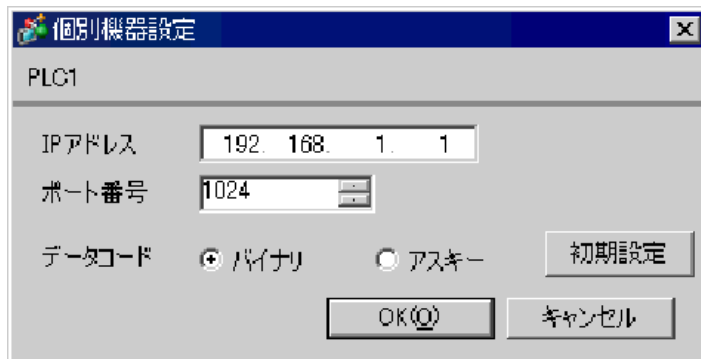 個別機器設定
PLC1
IPアドレス 192. 168. 1. 1
ポート番号 1024
データコード バイナリ アスキー 初期設定
OK(O) キャンセル